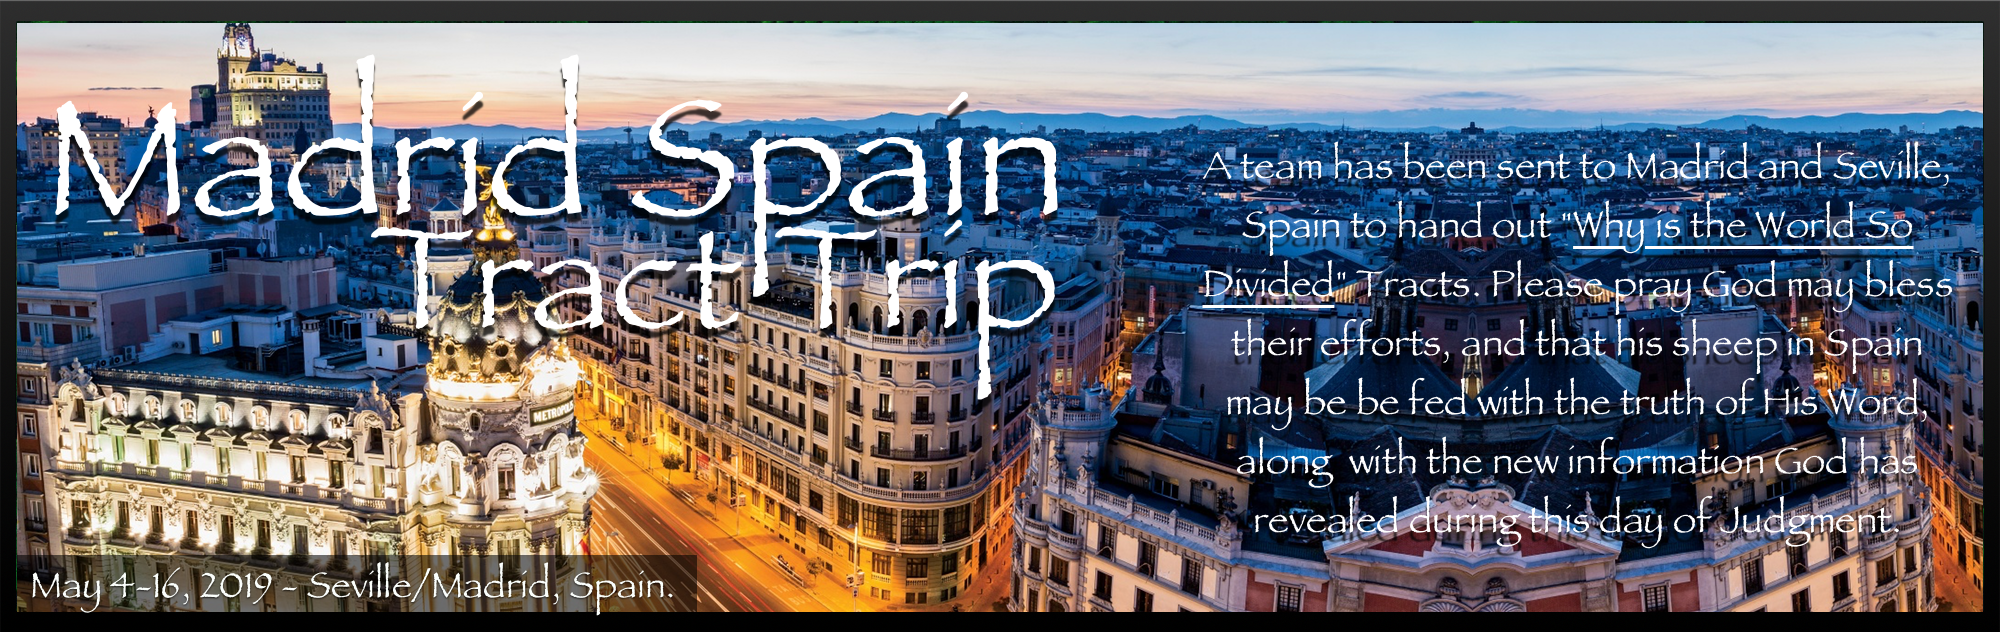 Madrid Spain
Tract Trip
A team has been sent to Madrid and Seville,
Spain to hand out "Why is the World So
Divided" Tracts. Please pray God may bless
their efforts, and that his sheep in Spain
may be be fed with the truth of His Word,
along with the new information God has
revealed during this day of Judgment.
METROPOLIS
May 4-16, 2019 - Seville/Madrid, Spain.